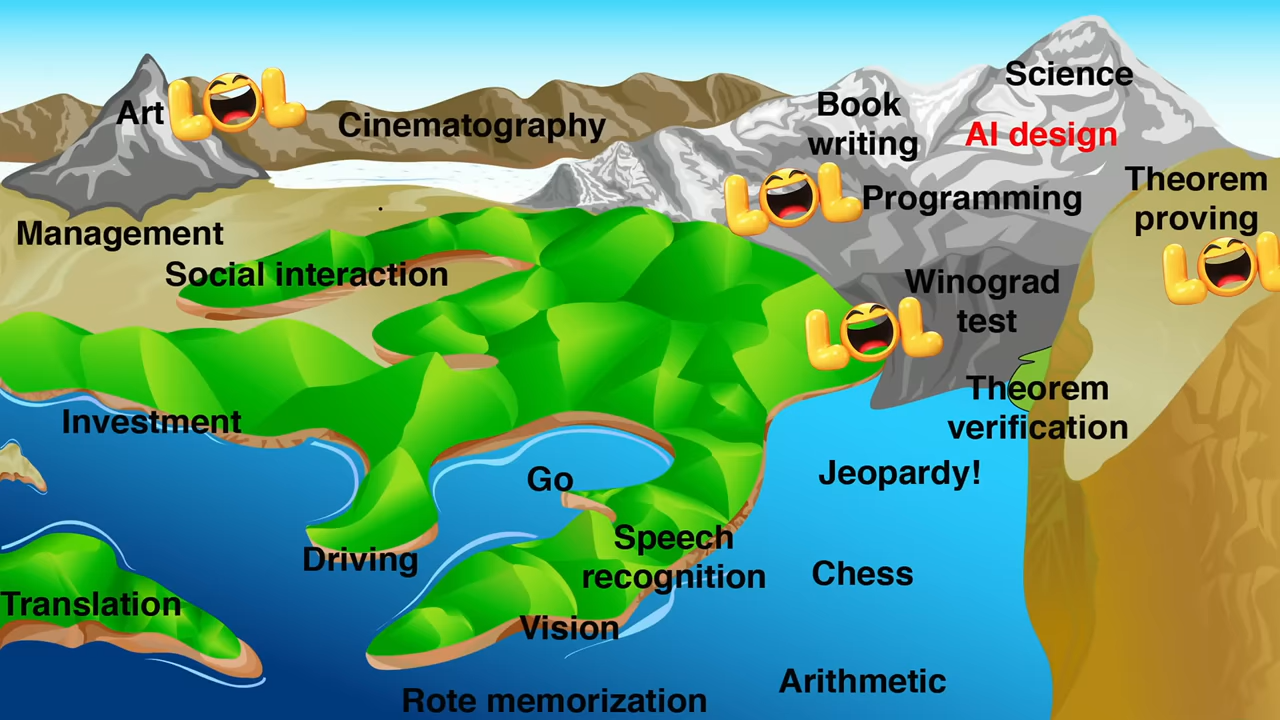 Science
Book
writing
Art
LOL
Cinematography
AI design
Theorem
proving
Programming
LOL
Management
Social interaction
Winograd
test
LOL
LOL
Theorem
verification
Investment
Jeopardy!
Go
Speech
recognition
Driving
Chess
Translation
Vision
Arithmetic
Rote memorization